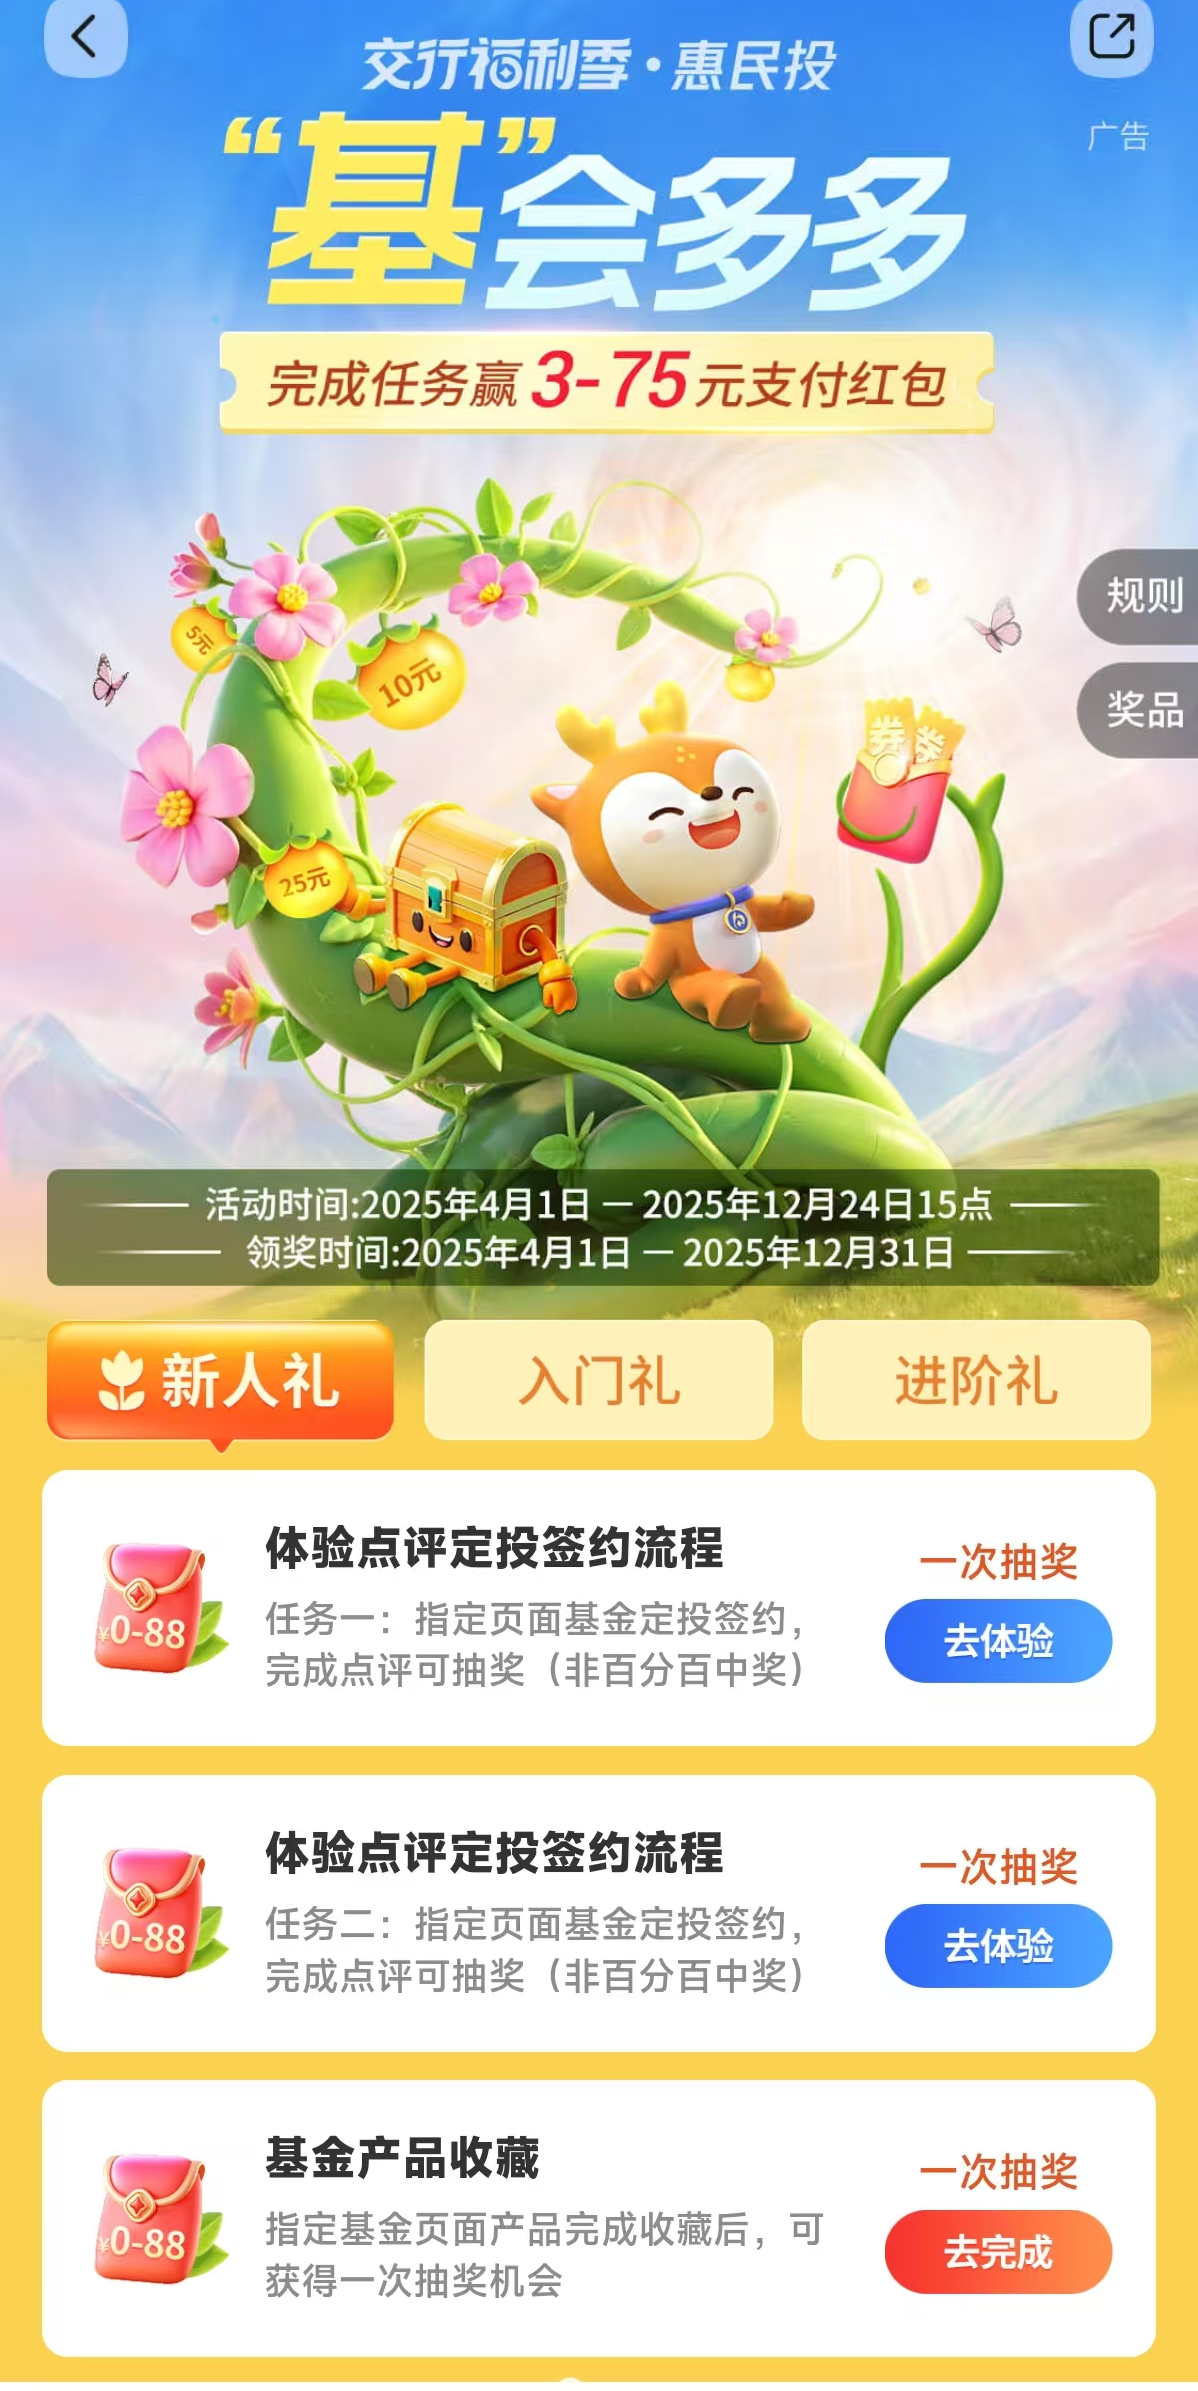 交行福利季·惠民投
广告
“基”会多多
完成任务赢3-75元支付红包
规则
5元
10元
奖品
券 券
25元
活动时间:2025年4月1日 — 2025年12月24日15点
领奖时间:2025年4月1日 — 2025年12月31日
新人礼
入门礼
进阶礼
体验点评定投签约流程
一次抽奖
¥0-88
任务一：指定页面基金定投签约，
完成点评可抽奖（非百分百中奖）
去体验
体验点评定投签约流程
一次抽奖
¥0-88
任务二：指定页面基金定投签约，
完成点评可抽奖（非百分百中奖）
去体验
基金产品收藏
一次抽奖
¥0-88
指定基金页面产品完成收藏后，可
获得一次抽奖机会
去完成